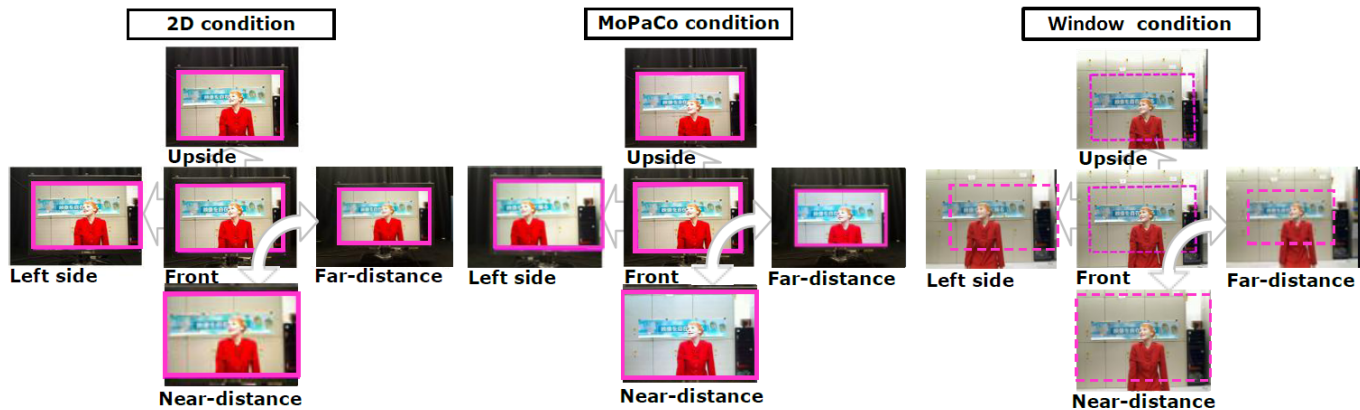 2D condition
MoPaCo condition
Window condition
Upside
Upside
Upside
Left side
Front
Far-distance
Left side
Front
Far-distance
Left side
Front
Far-distance
Near-distance
Near-distance
Near-distance